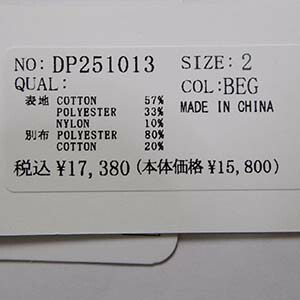 NO: DP251013 SIZE: 2
QUAL: COL: BEG
表地 COTTON 57% MADE IN CHINA
POLYESTER 33%
NYLON 10%
別布 POLYESTER 80%
COTTON 20%
税込 ¥17,380 (本体価格 ¥15,800)